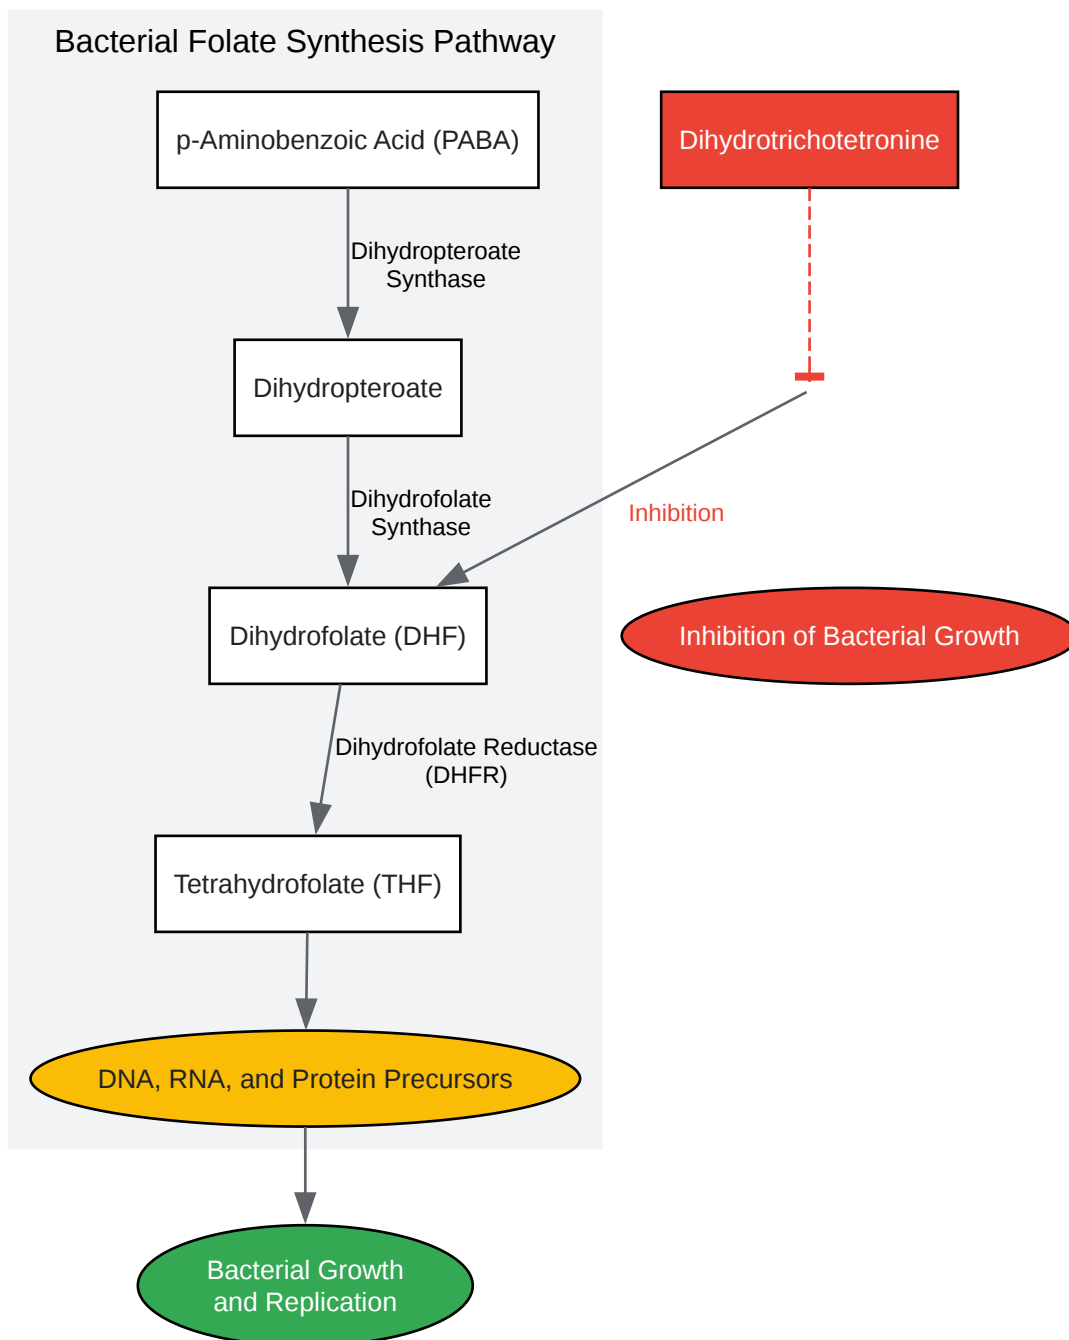 Bacterial Folate Synthesis Pathway
p-Aminobenzoic Acid (PABA)
Dihydrotrichotetronine
Dihydropteroate
Synthase
Dihydropteroate
Dihydrofolate
Synthase
Inhibition
Dihydrofolate (DHF)
Inhibition of Bacterial Growth
Dihydrofolate Reductase
(DHFR)
Tetrahydrofolate (THF)
DNA, RNA, and Protein Precursors
Bacterial Growth
and Replication